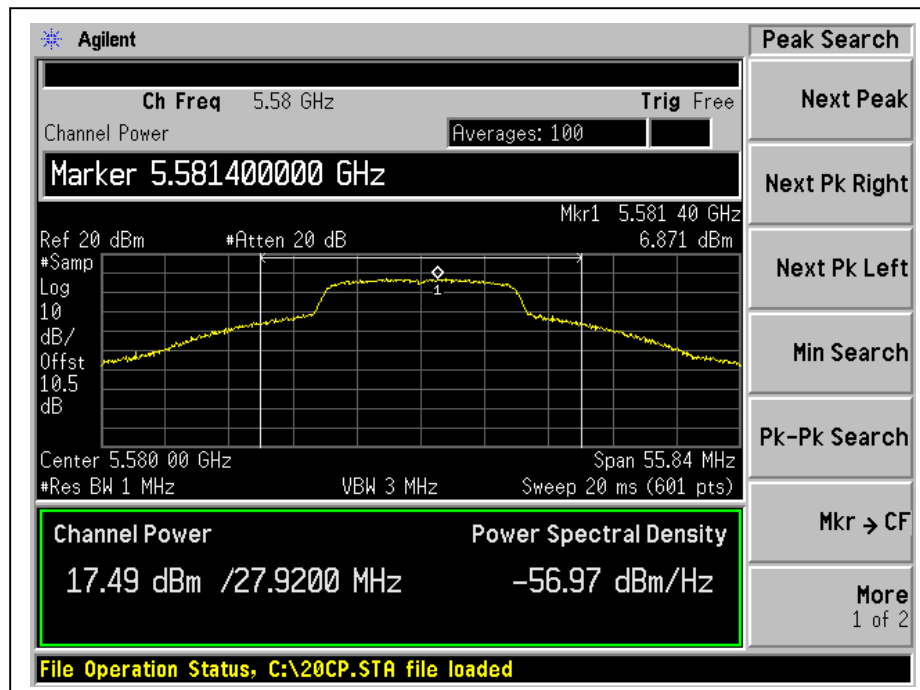 Agilent
Peak Search
Ch Freq 5.58 GHz Trig Free
Channel Power Averages: 100
Marker 5.581400000 GHz
Mkr1 5.581 40 GHz
Ref 20 dBm #Atten 20 dB 6.871 dBm
#Samp
Log
10
dB/
Offst
10.5
dB
1
Center 5.580 00 GHz Span 55.84 MHz
#Res BW 1 MHz VBW 3 MHz Sweep 20 ms (601 pts)
Channel Power Power Spectral Density
17.49 dBm /27.9200 MHz -56.97 dBm/Hz
File Operation Status, C:\20CP.STA file loaded
Next Peak
Next Pk Right
Next Pk Left
Min Search
Pk-Pk Search
Mkr → CF
More
1 of 2